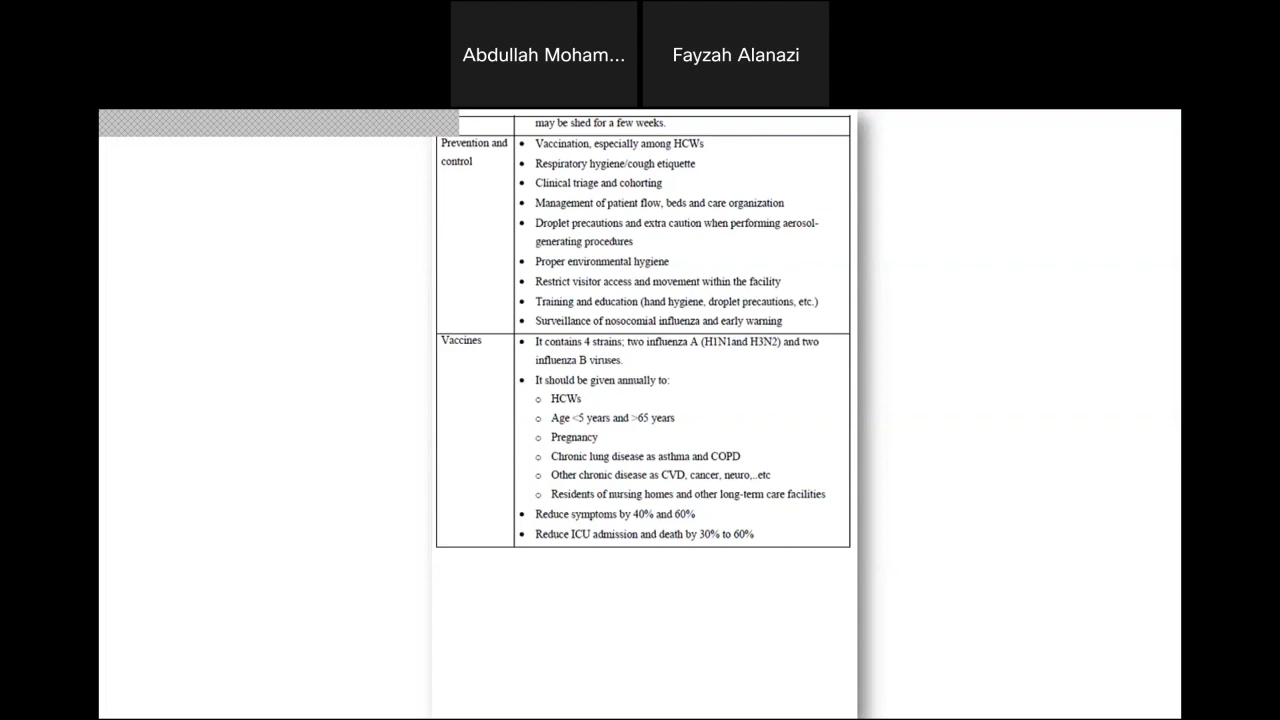 Abdullah Moham...
Fayzah Alanazi
may be shed for a few weeks.
Prevention and
control
• Vaccination, especially among HCWs
• Respiratory hygiene/cough etiquette
• Clinical triage and cohorting
• Management of patient flow, beds and care organization
• Droplet precautions and extra caution when performing aerosol-
generating procedures
• Proper environmental hygiene
• Restrict visitor access and movement within the facility
• Training and education (hand hygiene, droplet precautions, etc.)
• Surveillance of nosocomial influenza and early warning
Vaccines
• It contains 4 strains; two influenza A (H1N1and H3N2) and two
influenza B viruses.
• It should be given annually to:
o HCWs
o Age <5 years and >65 years
o Pregnancy
o Chronic lung disease as asthma and COPD
o Other chronic disease as CVD, cancer, neuro,..etc
o Residents of nursing homes and other long-term care facilities
• Reduce symptoms by 40% and 60%
• Reduce ICU admission and death by 30% to 60%